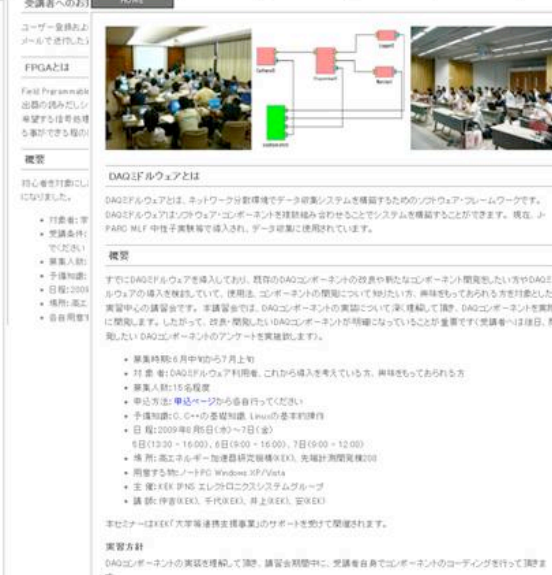 受講者へのお
HOME
ユーザー登録およ
メールで送付した
FPGAとは
Field Programmable
出器の読みだしシ
希望する信号処理
る事ができる程の
概要
初心者を対象にし
になりました。
対象者: 学
受講条件:
でください
募集人数:
予備知識:
日程: 2009
場所: 高エ
各自用意す
DAQミドルウェアとは
DAQミドルウェアとは、ネットワーク分散環境でデータ収集システムを構築するためのソフトウェア・フレームワークです。
DAQミドルウェアはソフトウェア・コンポーネントを複数組み合わせることでシステムを構築することができます。 現在、J-
PARC MLF 中性子実験等で導入され、データ収集に使用されています。
概要
すでにDAQミドルウェアを導入しており、既存のDAQコンポーネントの改良や新たなコンポーネント開発をしたい方やDAQミ
ルウェアの導入を検討していて、使用法、コンポーネントの開発について知りたい方、興味をもっておられる方を対象とした
実習中心の講習会です。 本講習会では、DAQコンポーネントの実装について深く理解して頂き、DAQコンポーネントを実際
に開発します。したがって、改良・開発したいDAQコンポーネントが明確になっていることが重要です(受講者へは後日、
発したい DAQコンポーネントのアンケートを実施致します)。
募集時期: 6月中旬から7月上旬
対 象 者: DAQミドルウェア利用者、これから導入を考えている方、興味をもっておられる方
募集人数: 15名程度
申込方法: 申込ページから各自行ってください
予備知識: C、C++の基礎知識、Linuxの基本的操作
日 程: 2009年8月5日(水)～7日(金)
5日(13:30 - 16:00)、6日(9:00 - 16:00)、7日(9:00 - 12:00)
場 所: 高エネルギー加速器研究機構(KEK)、先端計測開発棟208
用意する物: ノートPC Windows XP/Vista
主 催: KEK IPNS エレクトロニクスシステムグループ
講 師: 仲吉(KEK)、千代(KEK)、井上(KEK)、安(KEK)
本セミナーはKEK「大学等連携支援事業」のサポートを受けて開催されます。
実習方針
DAQコンポーネントの実装を理解して頂き、講習会期間中に、受講者自身でコンポーネントのコーディングを行って頂きま